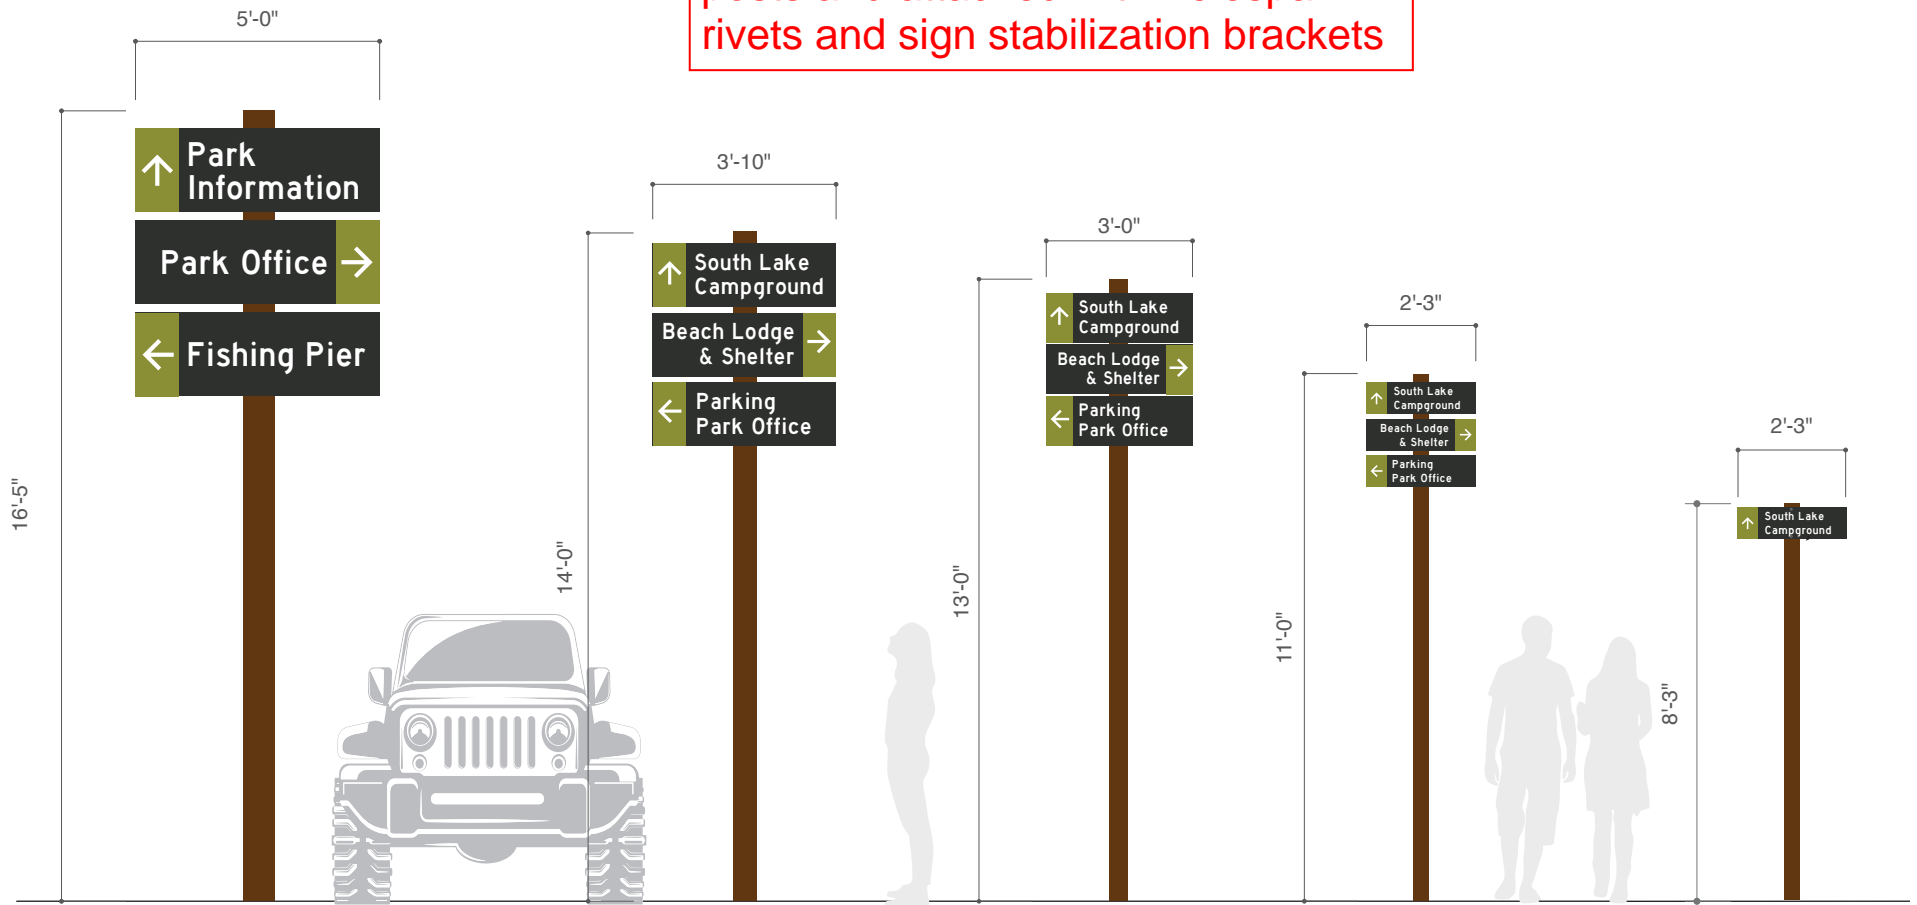 rivets and sign stabilization brackets
5'-0"
16'-5"
Park
Information
Park Office
Fishing Pier
3'-10"
14'-0"
South Lake
Campground
Beach Lodge
& Shelter
Parking
Park Office
3'-0"
13'-0"
South Lake
Campground
Beach Lodge
& Shelter
Parking
Park Office
2'-3"
11'-0"
South Lake
Campground
Beach Lodge
& Shelter
Parking
Park Office
2'-3"
8'-3"
South Lake
Campground